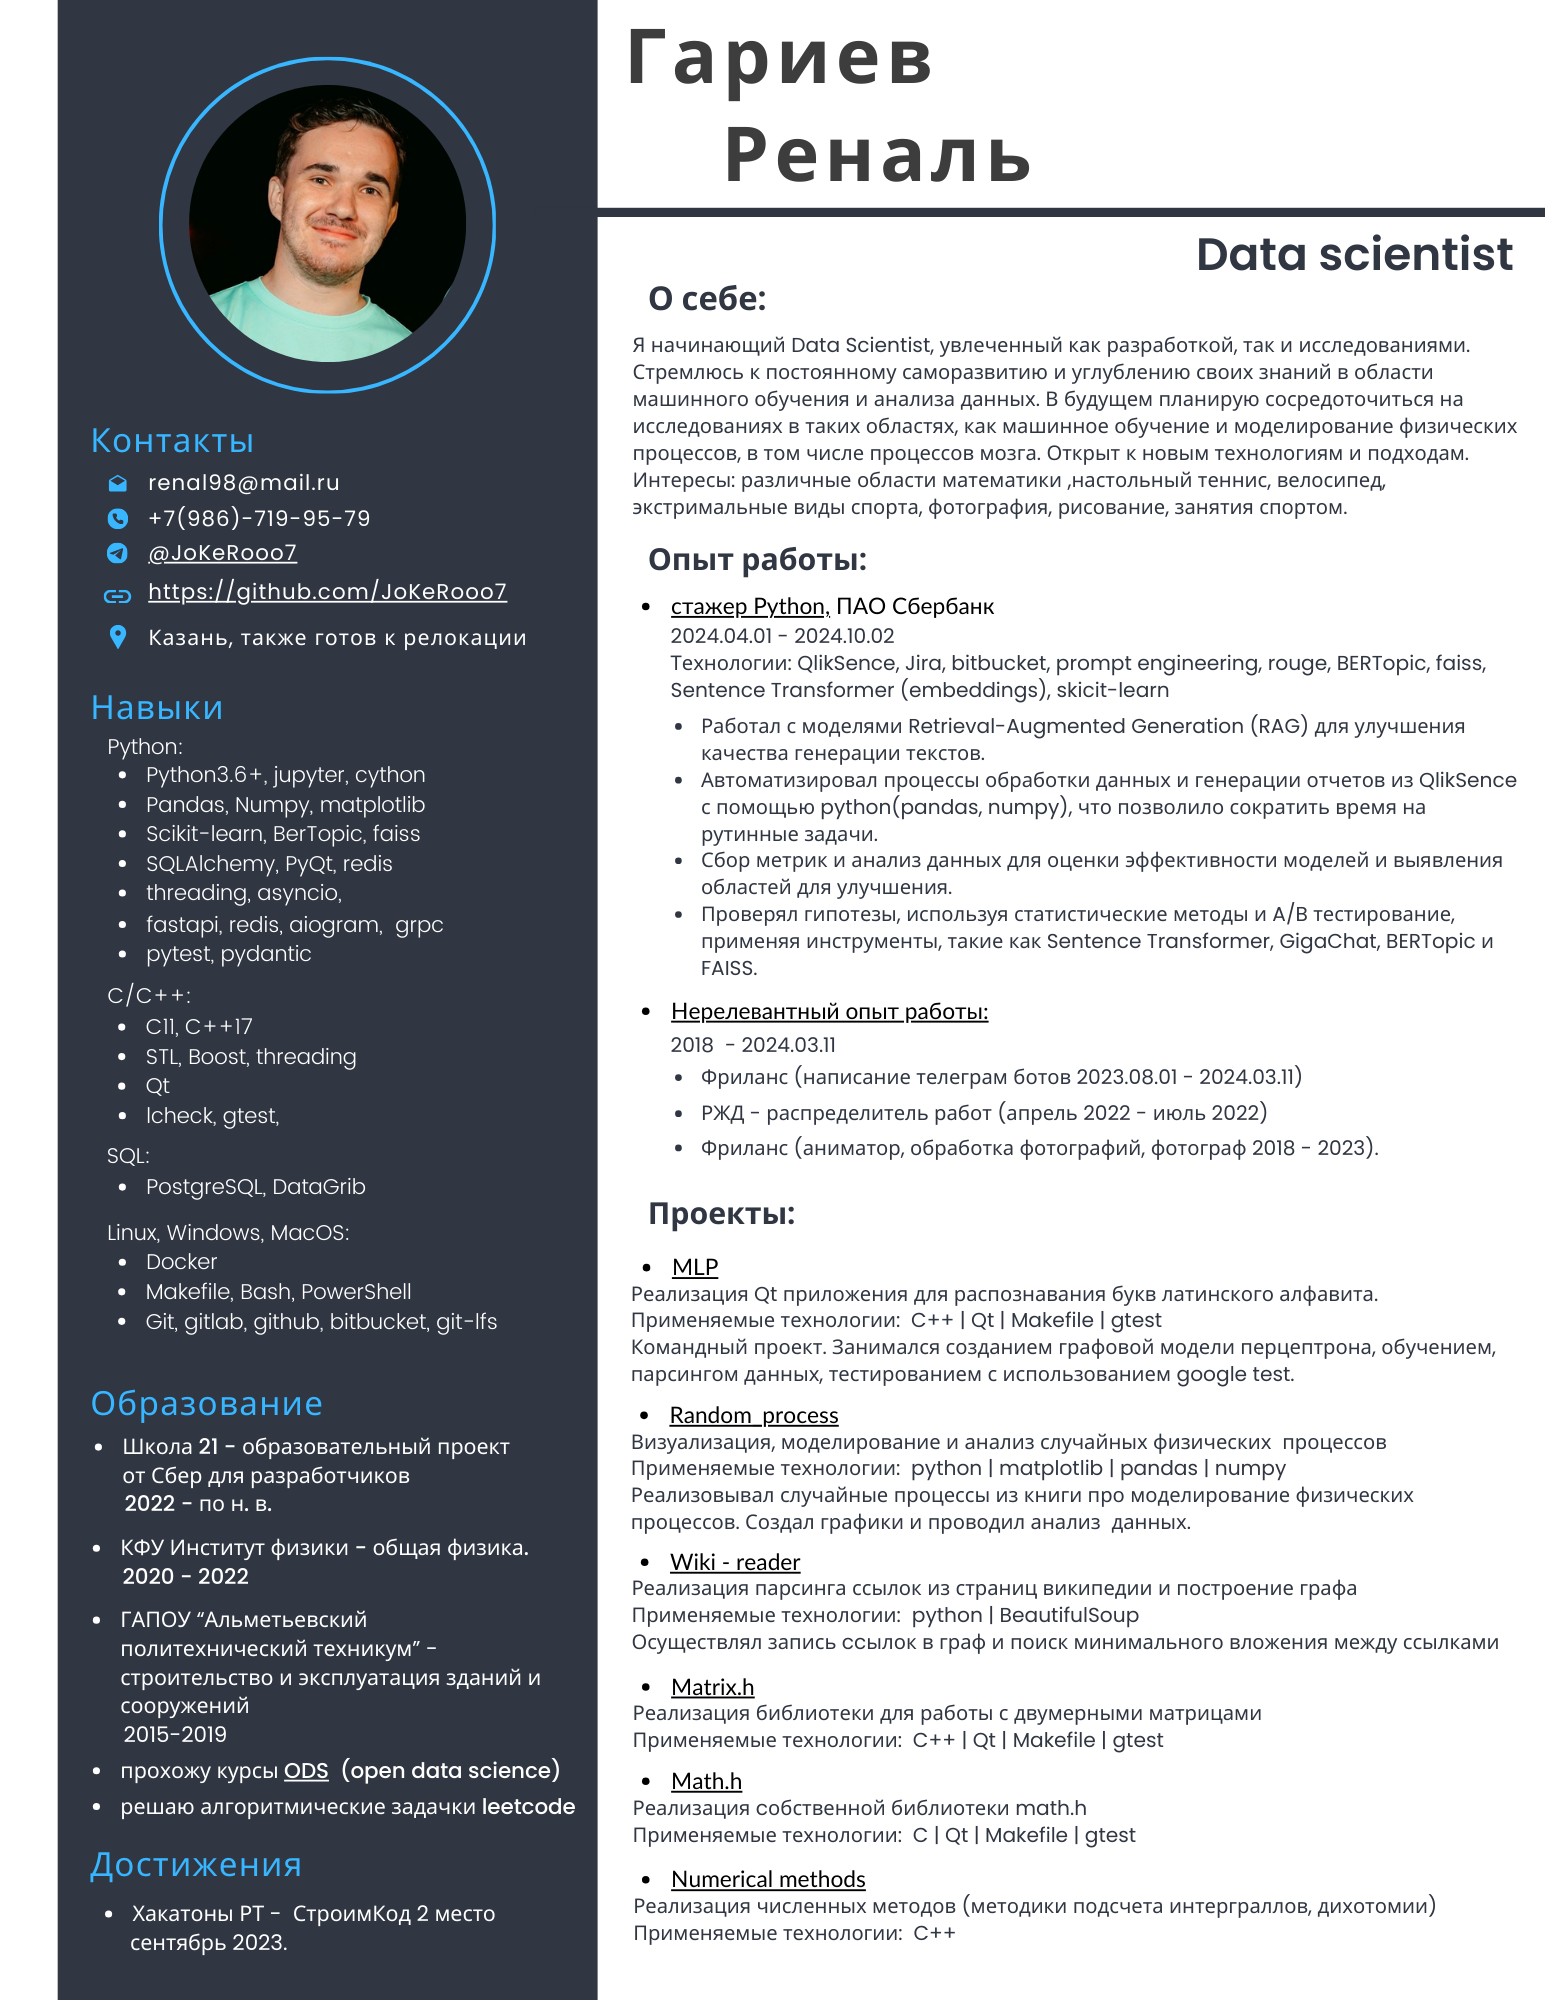 Гариев
Реналь
Data scientist
Контакты
renal98@mail.ru
+7(986)-719-95-79
@JoKeRooo7
https://github.com/JoKeRooo7
Казань, также готов к релокации
Навыки
Python:
• Python3.6+, jupyter, cython
• Pandas, Numpy, matplotlib
• Scikit-learn, BerTopic, faiss
• SQLAlchemy, PyQt, redis
• threading, asyncio,
• fastapi, redis, aiogram, grpc
• pytest, pydantic
C/C++:
• C11, C++17
• STL, Boost, threading
• Qt
• lcheck, gtest,
SQL:
• PostgreSQL, DataGrib
Linux, Windows, MacOS:
• Docker
• Makefile, Bash, PowerShell
• Git, gitlab, github, bitbucket, git-lfs
Образование
• Школа 21 - образовательный проект
от Сбер для разработчиков
2022 - по н. в.
• КФУ Институт физики - общая физика.
2020 - 2022
• ГАПОУ “Альметьевский
политехнический техникум” -
строительство и эксплуатация зданий и
сооружений
2015-2019
• прохожу курсы ODS (open data science)
• решаю алгоритмические задачки leetcode
Достижения
• Хакатоны РТ - СтроимКод 2 место
сентябрь 2023.
О себе:
Я начинающий Data Scientist, увлеченный как разработкой, так и исследованиями.
Стремлюсь к постоянному саморазвитию и углублению своих знаний в области
машинного обучения и анализа данных. В будущем планирую сосредоточиться на
исследованиях в таких областях, как машинное обучение и моделирование физических
процессов, в том числе процессов мозга. Открыт к новым технологиям и подходам.
Интересы: различные области математики ,настольный теннис, велосипед,
экстримальные виды спорта, фотография, рисование, занятия спортом.
Опыт работы:
• стажер Python, ПАО Сбербанк
2024.04.01 - 2024.10.02
Технологии: QlikSence, Jira, bitbucket, prompt engineering, rouge, BERTopic, faiss,
Sentence Transformer (embeddings), skicit-learn
• Работал с моделями Retrieval-Augmented Generation (RAG) для улучшения
качества генерации текстов.
• Автоматизировал процессы обработки данных и генерации отчетов из QlikSence
с помощью python(pandas, numpy), что позволило сократить время на
рутинные задачи.
• Сбор метрик и анализ данных для оценки эффективности моделей и выявления
областей для улучшения.
• Проверял гипотезы, используя статистические методы и A/B тестирование,
применяя инструменты, такие как Sentence Transformer, GigaChat, BERTopic и
FAISS.
• Нерелевантный опыт работы:
2018 - 2024.03.11
• Фриланс (написание телеграм ботов 2023.08.01 - 2024.03.11)
• РЖД - распределитель работ (апрель 2022 - июль 2022)
• Фриланс (аниматор, обработка фотографий, фотограф 2018 - 2023).
Проекты:
• MLP
Реализация Qt приложения для распознавания букв латинского алфавита.
Применяемые технологии: C++ | Qt | Makefile | gtest
Командный проект. Занимался созданием графовой модели перцептрона, обучением,
парсингом данных, тестированием с использованием google test.
• Random_process
Визуализация, моделирование и анализ случайных физических процессов
Применяемые технологии: python | matplotlib | pandas | numpy
Реализовывал случайные процессы из книги про моделирование физических
процессов. Создал графики и проводил анализ данных.
• Wiki - reader
Реализация парсинга ссылок из страниц википедии и построение графа
Применяемые технологии: python | BeautifulSoup
Осуществлял запись ссылок в граф и поиск минимального вложения между ссылками
• Matrix.h
Реализация библиотеки для работы с двумерными матрицами
Применяемые технологии: C++ | Qt | Makefile | gtest
• Math.h
Реализация собственной библиотеки math.h
Применяемые технологии: C | Qt | Makefile | gtest
• Numerical methods
Реализация численных методов (методики подсчета интерграллов, дихотомии)
Применяемые технологии: C++